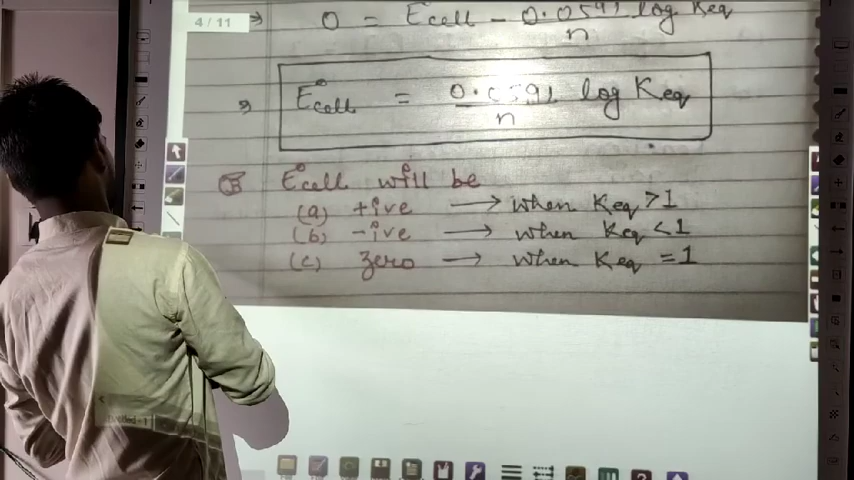 4 / 11
⇒ 0 = Ecell - 0.0591 log Keq
n
⇒ E°cell = 0.0591 log Keq
n
E°cell will be
(a) +ive → when Keq >1
(b) -ive → when Keq <1
(c) zero → when Keq =1